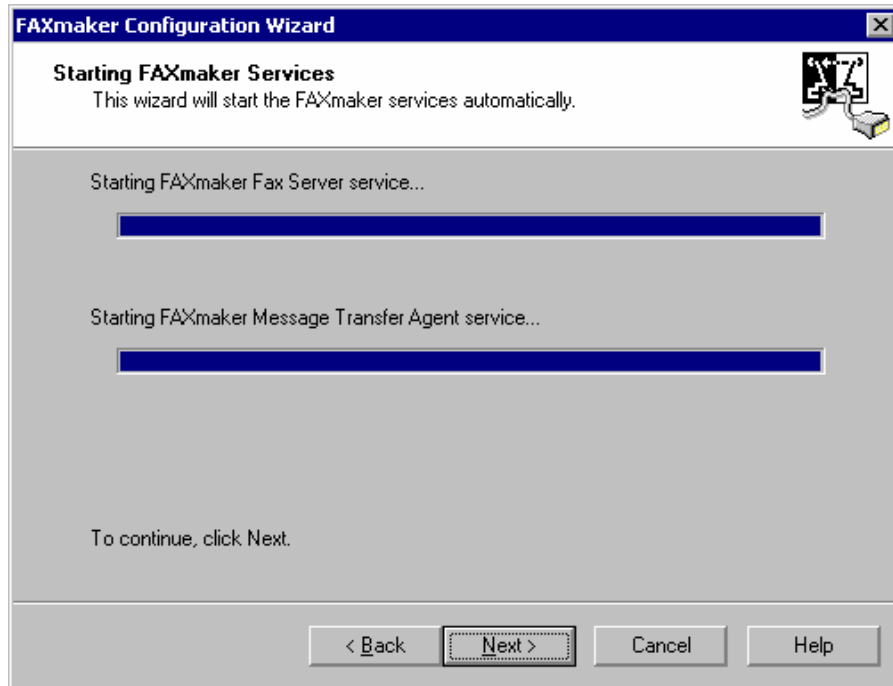 FAXmaker Configuration Wizard
Starting FAXmaker Services
This wizard will start the FAXmaker services automatically.
Starting FAXmaker Fax Server service...
Starting FAXmaker Message Transfer Agent service...
To continue, click Next.
< Back Next > Cancel Help